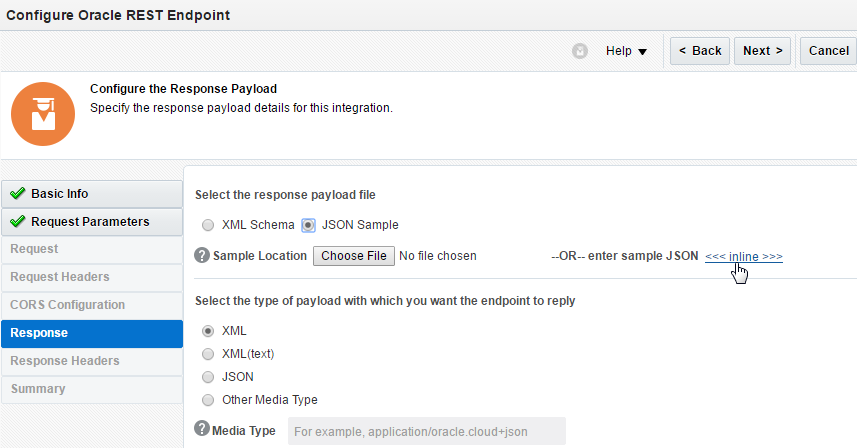 Configure Oracle REST Endpoint
Help
< Back
Next >
Cancel
Configure the Response Payload
Specify the response payload details for this integration.
Basic Info
Request Parameters
Request
Request Headers
CORS Configuration
Response
Response Headers
Summary
Select the response payload file
XML Schema JSON Sample
? Sample Location Choose File No file chosen --OR-- enter sample JSON <<< inline >>>
Select the type of payload with which you want the endpoint to reply
XML
XML(text)
JSON
Other Media Type
? Media Type For example, application/oracle.cloud+json